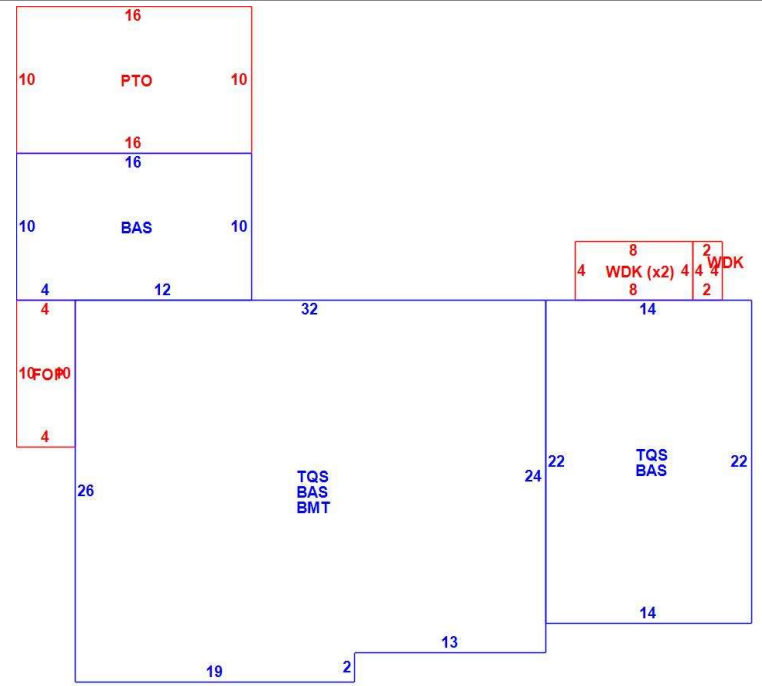 16
10 PTO 10
16
16
10 BAS 10
4 12
8 2
4 WDK (x2) 4 4 4 WDK
8 2
4 32 14
10 FOP 10
4
22 TQS 22
BAS
26 TQS 24
BAS
BMT
14
13
19 2